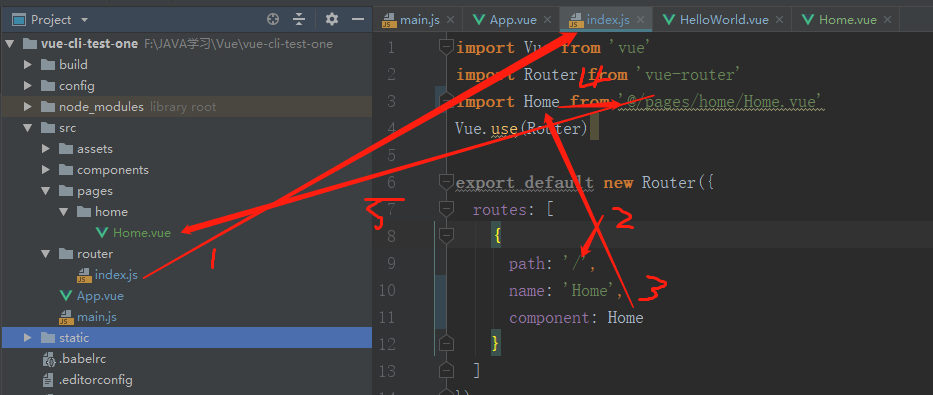 Project
main.js
App.vue
index.js
HelloWorld.vue
Home.vue
vue-cli-test-one F:\JAVA学习\Vue\vue-cli-test-one
build
config
node_modules library root
src
assets
components
pages
home
Home.vue
router
index.js
App.vue
main.js
static
.babelrc
.editorconfig
1 import Vue from 'vue'
2 import Router from 'vue-router'
3 import Home from '@/pages/home/Home.vue'
4 Vue.use(Router)
5
6 export default new Router({
7 routes: [
8 {
9 path: '/',
10 name: 'Home',
11 component: Home
12 }
13 ]
14 })
1
2
3
4
5